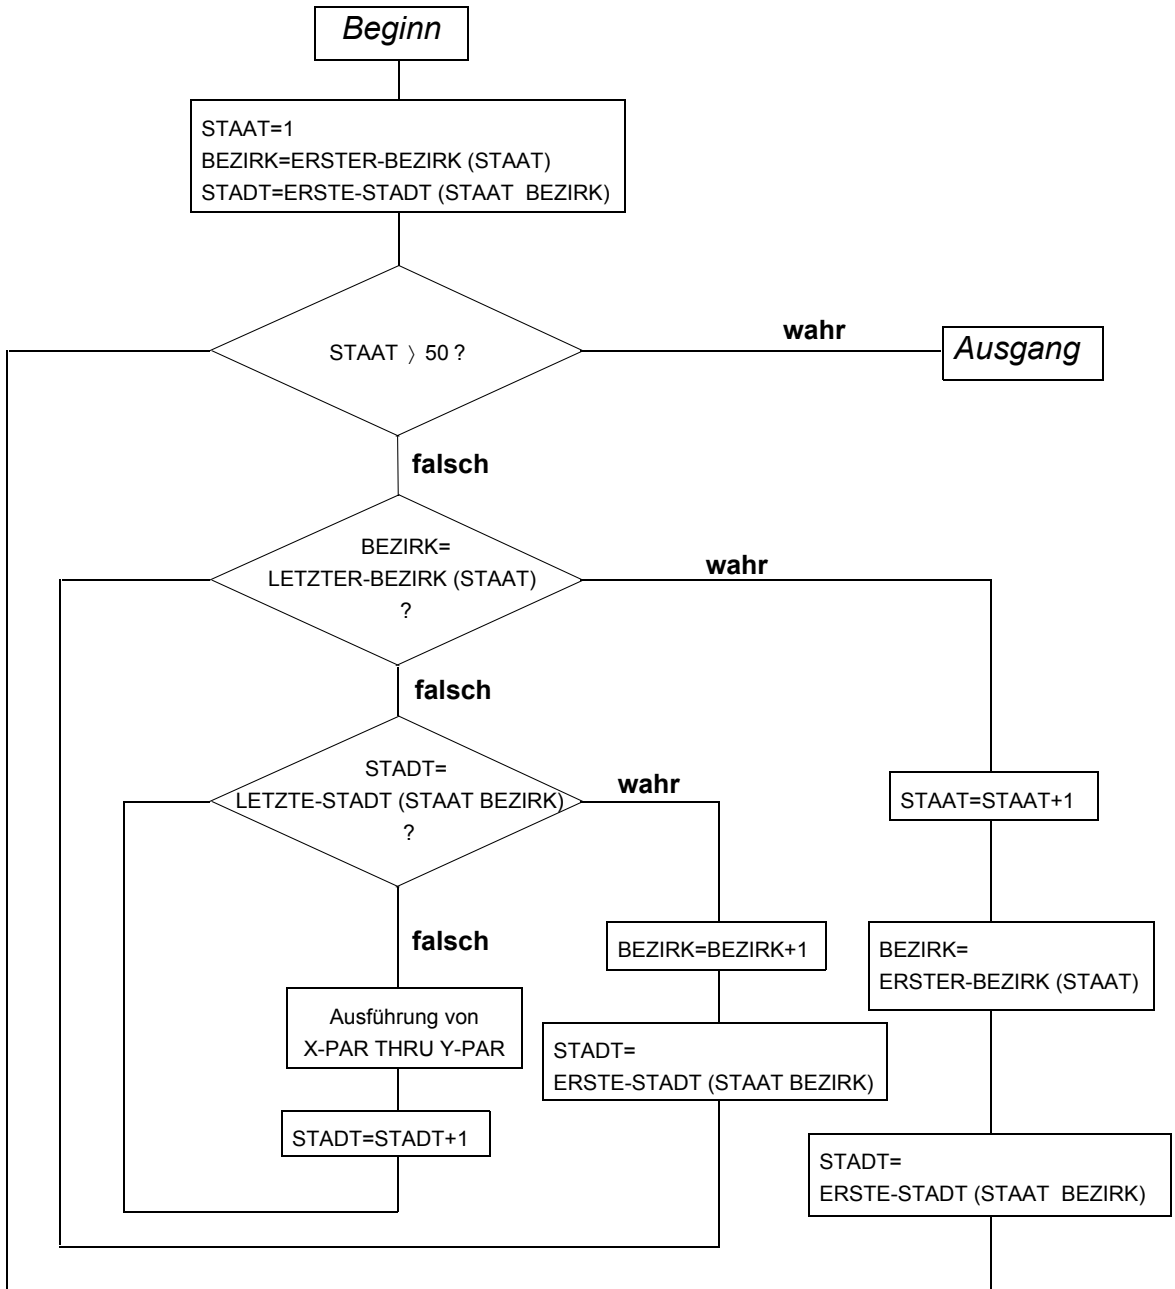 Beginn
STAAT=1
BEZIRK=ERSTER-BEZIRK (STAAT)
STADT=ERSTE-STADT (STAAT BEZIRK)
STAAT 〉 50 ?
wahr
Ausgang
falsch
BEZIRK=
LETZTER-BEZIRK (STAAT)
?
wahr
falsch
STADT=
LETZTE-STADT (STAAT BEZIRK)
?
wahr
STAAT=STAAT+1
falsch
BEZIRK=BEZIRK+1
BEZIRK=
ERSTER-BEZIRK (STAAT)
Ausführung von
X-PAR THRU Y-PAR
STADT=
ERSTE-STADT (STAAT BEZIRK)
STADT=STADT+1
STADT=
ERSTE-STADT (STAAT BEZIRK)